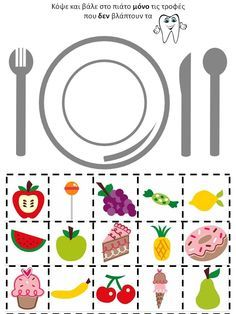 Κόψε και βάλε στο πιάτο μόνο τις τροφές
που δεν βλάπτουν τα